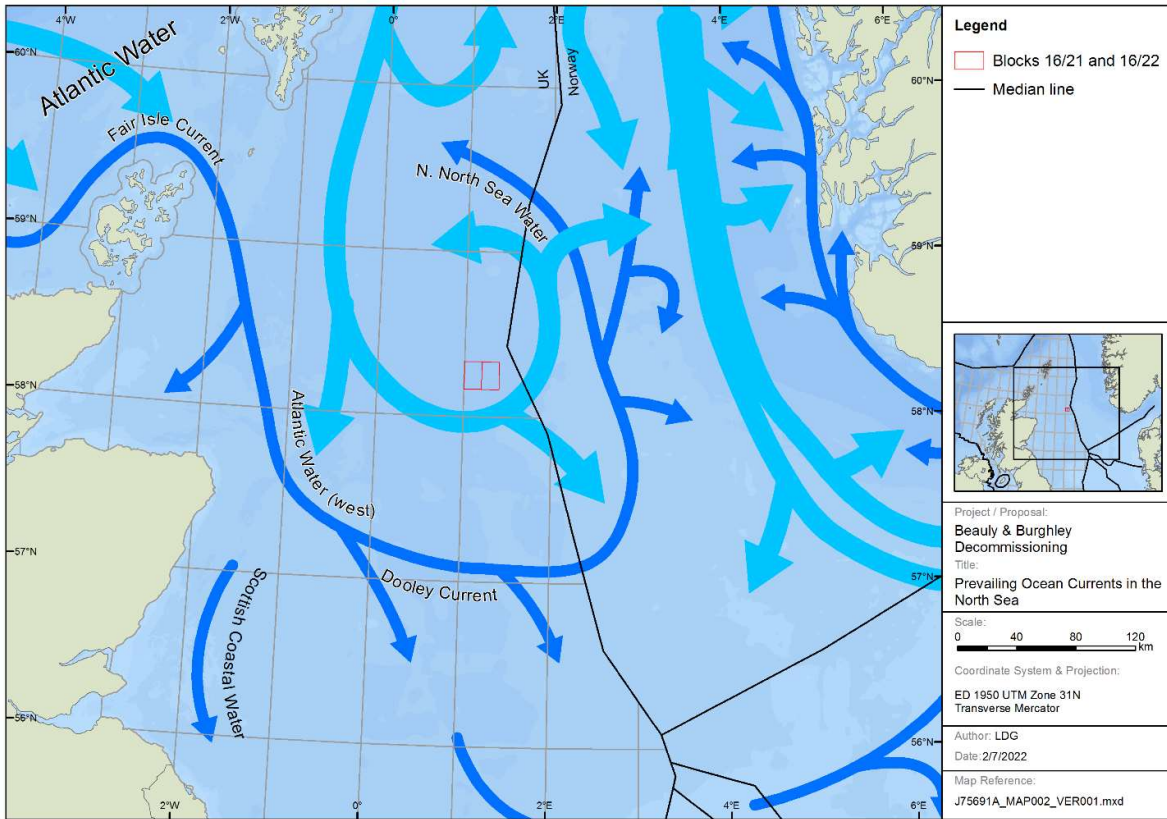 4°W
2°W
0°
2°E
4°E
6°E
60°N
60°N
59°N
59°N
58°N
58°N
57°N
57°N
56°N
56°N
2°W
0°
2°E
4°E
6°E
Atlantic Water
Fair Isle Current
UK
Norway
N. North Sea Water
Atlantic Water (west)
Dooley Current
Scottish Coastal Water
Legend
Blocks 16/21 and 16/22
Median line
Project / Proposal:
Beauly & Burghley
Decommissioning
Title:
Prevailing Ocean Currents in the
North Sea
Scale:
0 40 80 120
km
Coordinate System & Projection:
ED 1950 UTM Zone 31N
Transverse Mercator
Author: LDG
Date: 2/7/2022
Map Reference:
J75691A_MAP002_VER001.mxd